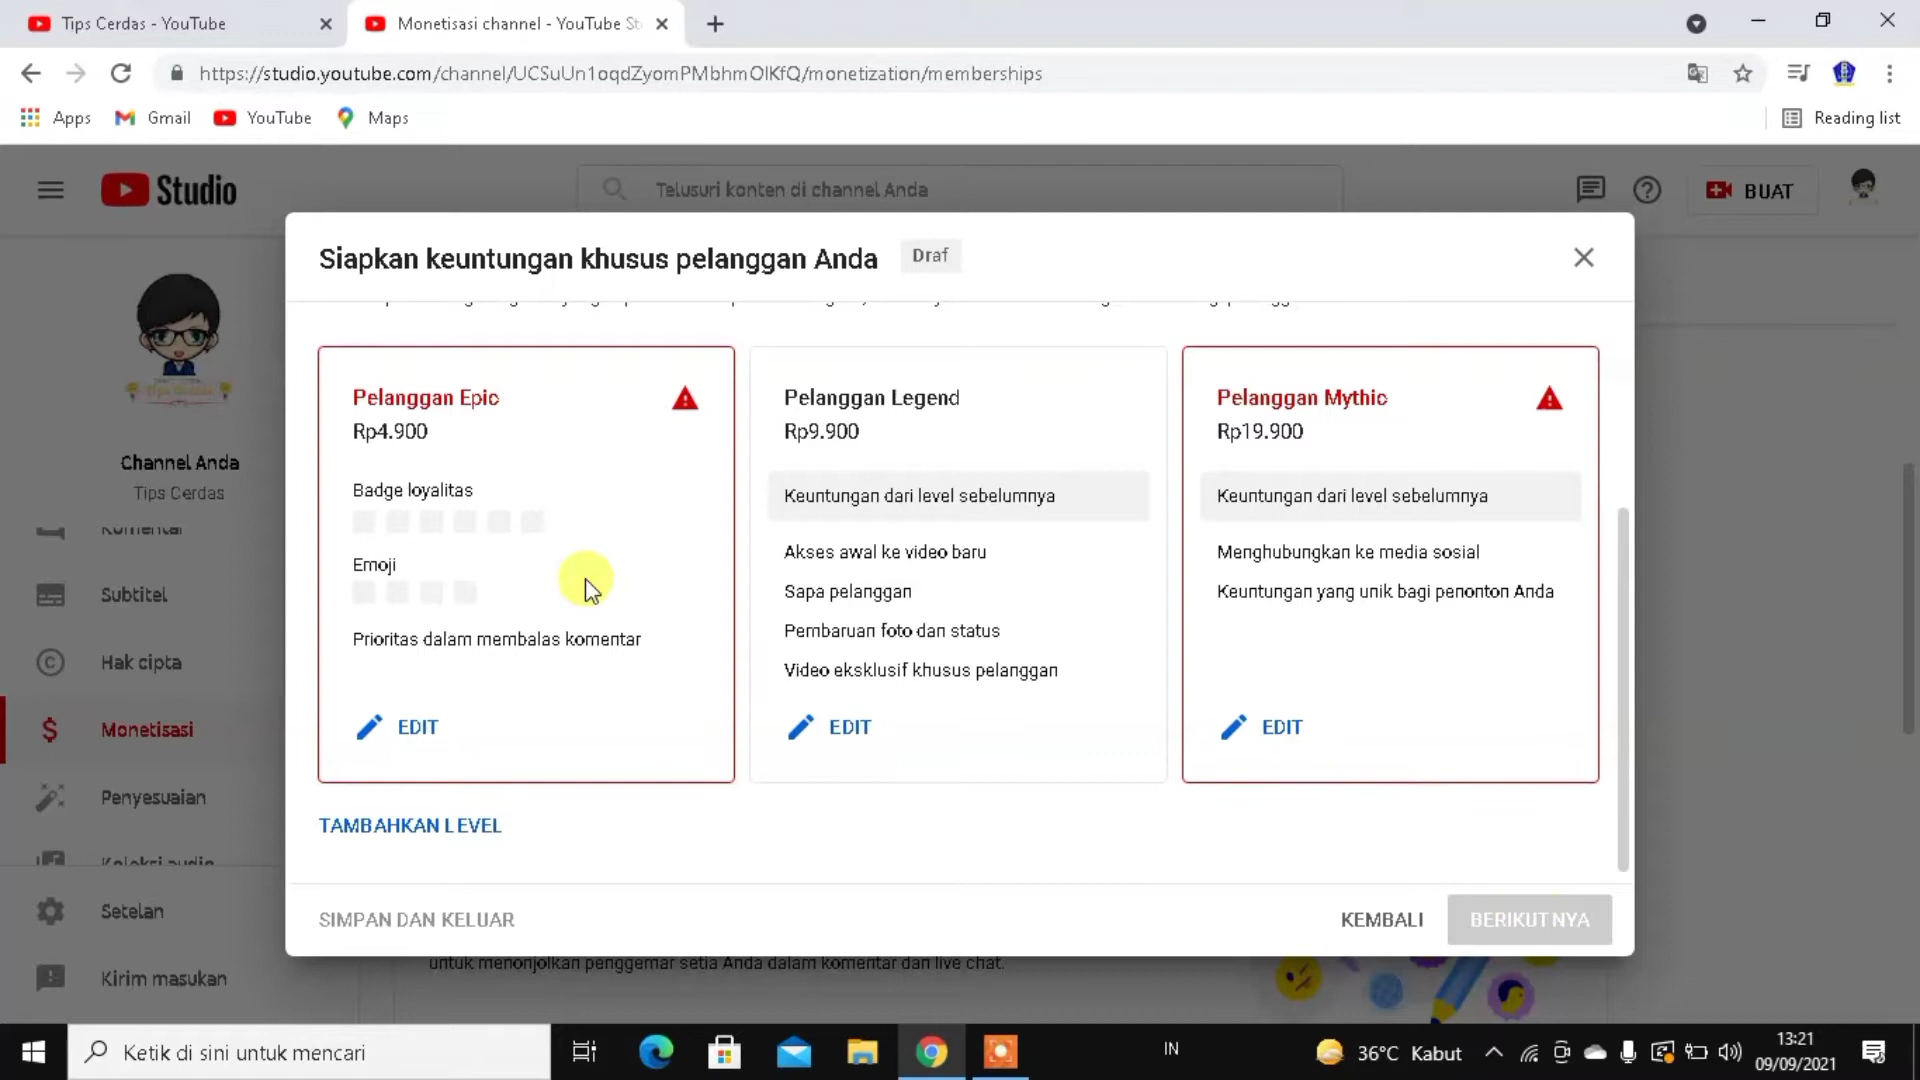 Tips Cerdas - YouTube
Monetisasi channel - YouTube St
https://studio.youtube.com/channel/UCSuUn1oqdZyomPMbhmOlKfQ/monetization/memberships
Apps
Gmail
YouTube
Maps
Reading list
Studio
Telusuri konten di channel Anda
BUAT
Siapkan keuntungan khusus pelanggan Anda
Draf
Channel Anda
Tips Cerdas
Komentar
Subtitel
Hak cipta
Monetisasi
Penyesuaian
Koleksi audio
Setelan
Kirim masukan
Pelanggan Epic
Rp4.900
Badge loyalitas
Emoji
Prioritas dalam membalas komentar
EDIT
Pelanggan Legend
Rp9.900
Keuntungan dari level sebelumnya
Akses awal ke video baru
Sapa pelanggan
Pembaruan foto dan status
Video eksklusif khusus pelanggan
EDIT
Pelanggan Mythic
Rp19.900
Keuntungan dari level sebelumnya
Menghubungkan ke media sosial
Keuntungan yang unik bagi penonton Anda
EDIT
TAMBAHKAN LEVEL
SIMPAN DAN KELUAR
KEMBALI
BERIKUTNYA
untuk menonjolkan penggemar setia Anda dalam komentar dan live chat.
Ketik di sini untuk mencari
IN
36°C Kabut
13:21
09/09/2021